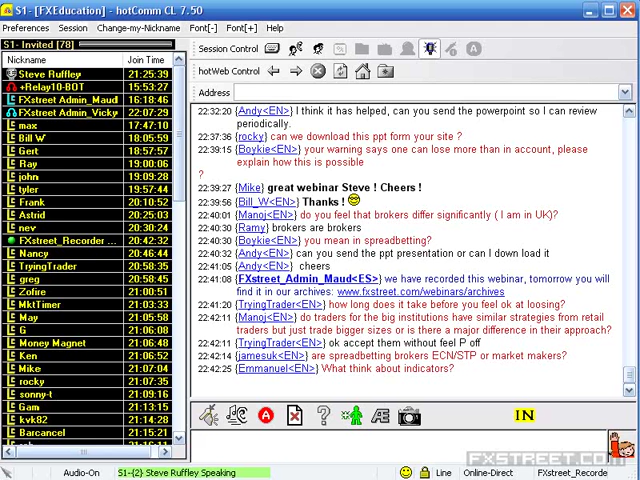 S1- [FXEducation] - hotComm CL 7.50
Preferences Session Change-my-Nickname Font[-] Font[+] Help
S1- Invited [78]
Nickname Join Time
Steve Ruffley 21:25:39
+Relay10-BOT 15:53:27
FXstreet Admin_Maud 16:18:46
FXstreet Admin_Vicky 22:07:29
max 17:47:10
Bill W 18:05:59
Gert 18:57:57
Ray 19:00:06
john 19:09:28
tyler 19:57:44
Frank 20:10:52
Astrid 20:25:03
nev 20:24:30
FXstreet_Recorder ... 20:42:32
Nancy 20:46:44
TryingTrader 20:58:35
greg 20:58:45
Zofire 21:00:51
MktTimer 21:03:33
May 21:05:58
G 21:06:08
Money Magnet 21:06:48
Ken 21:06:52
Mike 21:07:04
rocky 21:07:35
sonny-t 21:09:16
Gam 21:13:15
kvk82 21:14:28
Barcancel 21:15:21
Session Control
hotWeb Control
Address
22:32:20 {Andy<EN>} I think it has helped, can you send the powerpoint so I can review
periodically.
22:37:36 {rocky} can we download this ppt form your site ?
22:39:15 {Boykie<EN>} your warning says one can lose more than in account, please
explain how this is possible
?
22:39:27 {Mike} great webinar Steve ! Cheers !
22:39:56 {Bill_W<EN>} Thanks !
22:40:01 {Manoj<EN>} do you feel that brokers differ significantly ( I am in UK)?
22:40:24 {Ramy} brokers are brokers
22:40:30 {Boykie<EN>} you mean in spreadbetting?
22:40:32 {Andy<EN>} can you send the ppt presentation or can I down load it
22:41:05 {Andy<EN>} cheers
22:41:08 {FXstreet_Admin_Maud<ES>} we have recorded this webinar, tomorrow you will
find it in our archives: www.fxstreet.com/webinars/archives
22:41:20 {TryingTrader<EN>} how long does it take before you feel ok at loosing?
22:42:11 {Manoj<EN>} do traders for the big institutions have similar strategies from retail
traders but just trade bigger sizes or is there a major difference in their approach?
22:42:11 {TryingTrader<EN>} ok accept them without feel P off
22:42:14 {jamesuk<EN>} are spreadbetting brokers ECN/STP or market makers?
22:42:25 {Emmanuel<EN>} What think about indicators?
IN
FXSTREET.COM
Audio-On S1-{2} Steve Ruffley Speaking Line Online-Direct FXstreet_Recorde